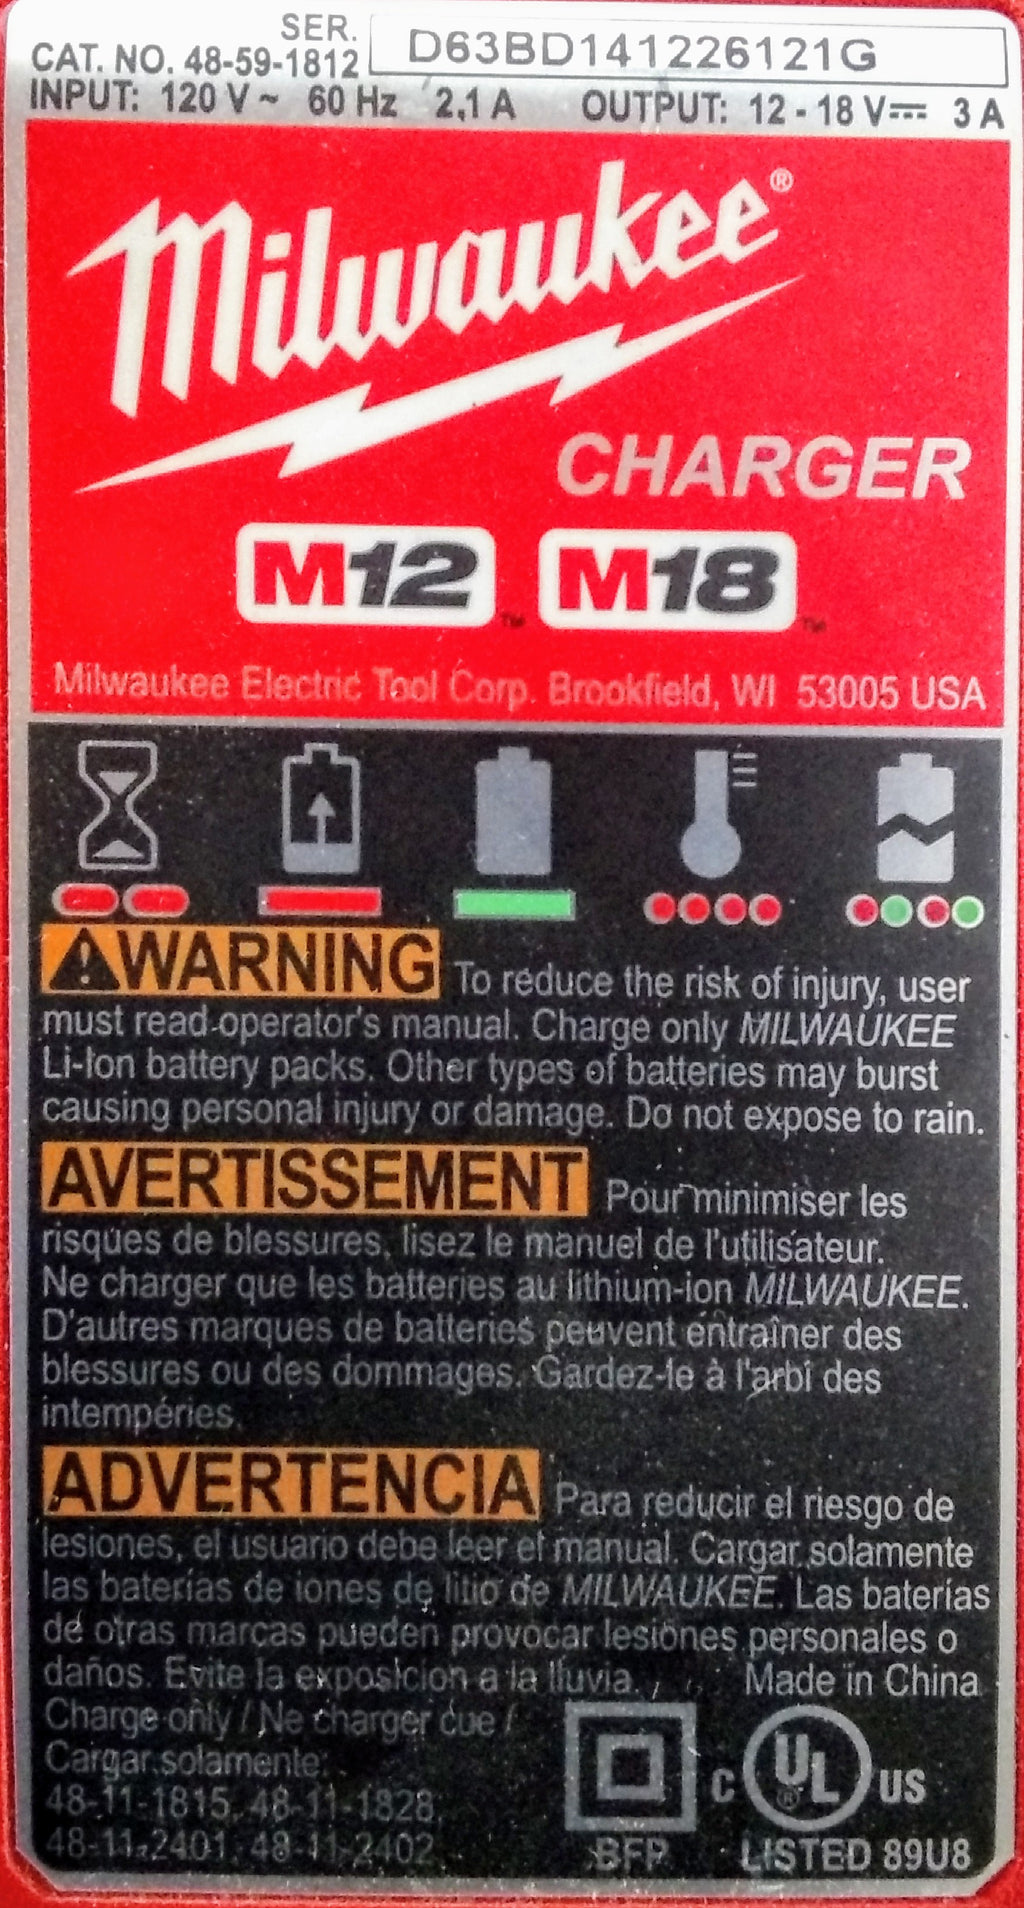 SER.
CAT. NO. 48-59-1812 D63BD141226121G
INPUT: 120 V ~ 60 Hz 2,1 A OUTPUT: 12 - 18 V⎓ 3 A
Milwaukee®
CHARGER
M12™ M18™
Milwaukee Electric Tool Corp. Brookfield, WI 53005 USA
⚠WARNING To reduce the risk of injury, user
must read operator's manual. Charge only MILWAUKEE
Li-Ion battery packs. Other types of batteries may burst
causing personal injury or damage. Do not expose to rain.
AVERTISSEMENT Pour minimiser les
risques de blessures, lisez le manuel de l'utilisateur.
Ne charger que les batteries au lithium-ion MILWAUKEE.
D'autres marques de batteries peuvent entraîner des
blessures ou des dommages. Gardez-le à l'arbi des
intempéries.
ADVERTENCIA Para reducir el riesgo de
lesiones, el usuario debe leer el manual. Cargar solamente
las baterías de iones de litio de MILWAUKEE. Las baterías
de otras marcas pueden provocar lesiones personales o
daños. Evite la exposicion a la lluvia. Made in China
Charge only / Ne charger que /
Cargar solamente:
48-11-1815, 48-11-1828,
48-11-2401, 48-11-2402
BFP
C UL® US
LISTED 89U8